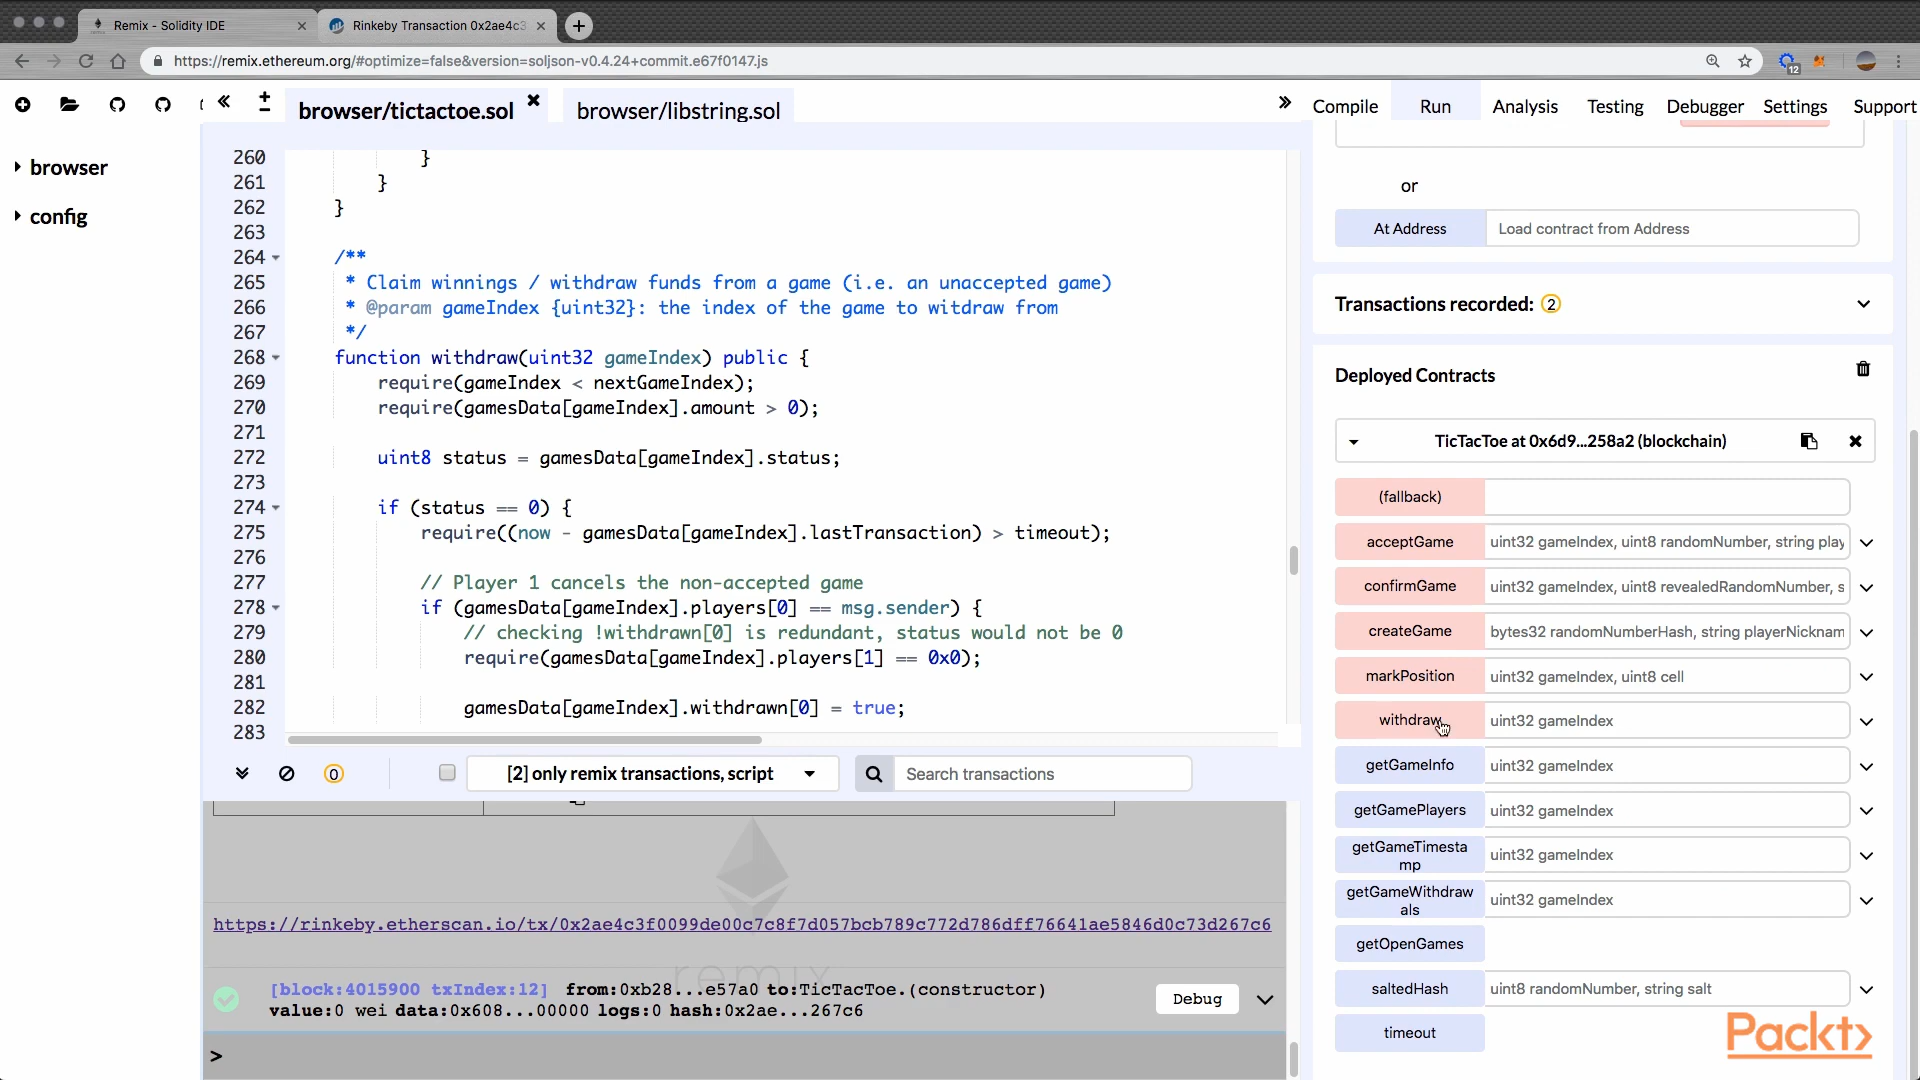 Remix - Solidity IDE
Rinkeby Transaction 0x2ae4c3
https://remix.ethereum.org/#optimize=false&version=soljson-v0.4.24+commit.e67f0147.js
12
browser/tictactoe.sol
browser/libstring.sol
Compile
Run
Analysis
Testing
Debugger
Settings
Support
browser
config
260 }
261 }
262 }
263
264 /**
265 * Claim winnings / withdraw funds from a game (i.e. an unaccepted game)
266 * @param gameIndex {uint32}: the index of the game to witdraw from
267 */
268 function withdraw(uint32 gameIndex) public {
269 require(gameIndex < nextGameIndex);
270 require(gamesData[gameIndex].amount > 0);
271
272 uint8 status = gamesData[gameIndex].status;
273
274 if (status == 0) {
275 require((now - gamesData[gameIndex].lastTransaction) > timeout);
276
277 // Player 1 cancels the non-accepted game
278 if (gamesData[gameIndex].players[0] == msg.sender) {
279 // checking !withdrawn[0] is redundant, status would not be 0
280 require(gamesData[gameIndex].players[1] == 0x0);
281
282 gamesData[gameIndex].withdrawn[0] = true;
283
0
[2] only remix transactions, script
Search transactions
https://rinkeby.etherscan.io/tx/0x2ae4c3f0099de00c7c8f7d057bcb789c772d786dff76641ae5846d0c73d267c6
remix
[block:4015900 txIndex:12] from:0xb28...e57a0 to:TicTacToe.(constructor)
value:0 wei data:0x608...00000 logs:0 hash:0x2ae...267c6
Debug
>
or
At Address
Load contract from Address
Transactions recorded: 2
Deployed Contracts
TicTacToe at 0x6d9...258a2 (blockchain)
(fallback)
acceptGame
uint32 gameIndex, uint8 randomNumber, string play
confirmGame
uint32 gameIndex, uint8 revealedRandomNumber, s
createGame
bytes32 randomNumberHash, string playerNicknam
markPosition
uint32 gameIndex, uint8 cell
withdraw
uint32 gameIndex
getGameInfo
uint32 gameIndex
getGamePlayers
uint32 gameIndex
getGameTimesta
mp
uint32 gameIndex
getGameWithdraw
als
uint32 gameIndex
getOpenGames
saltedHash
uint8 randomNumber, string salt
timeout
Packt>